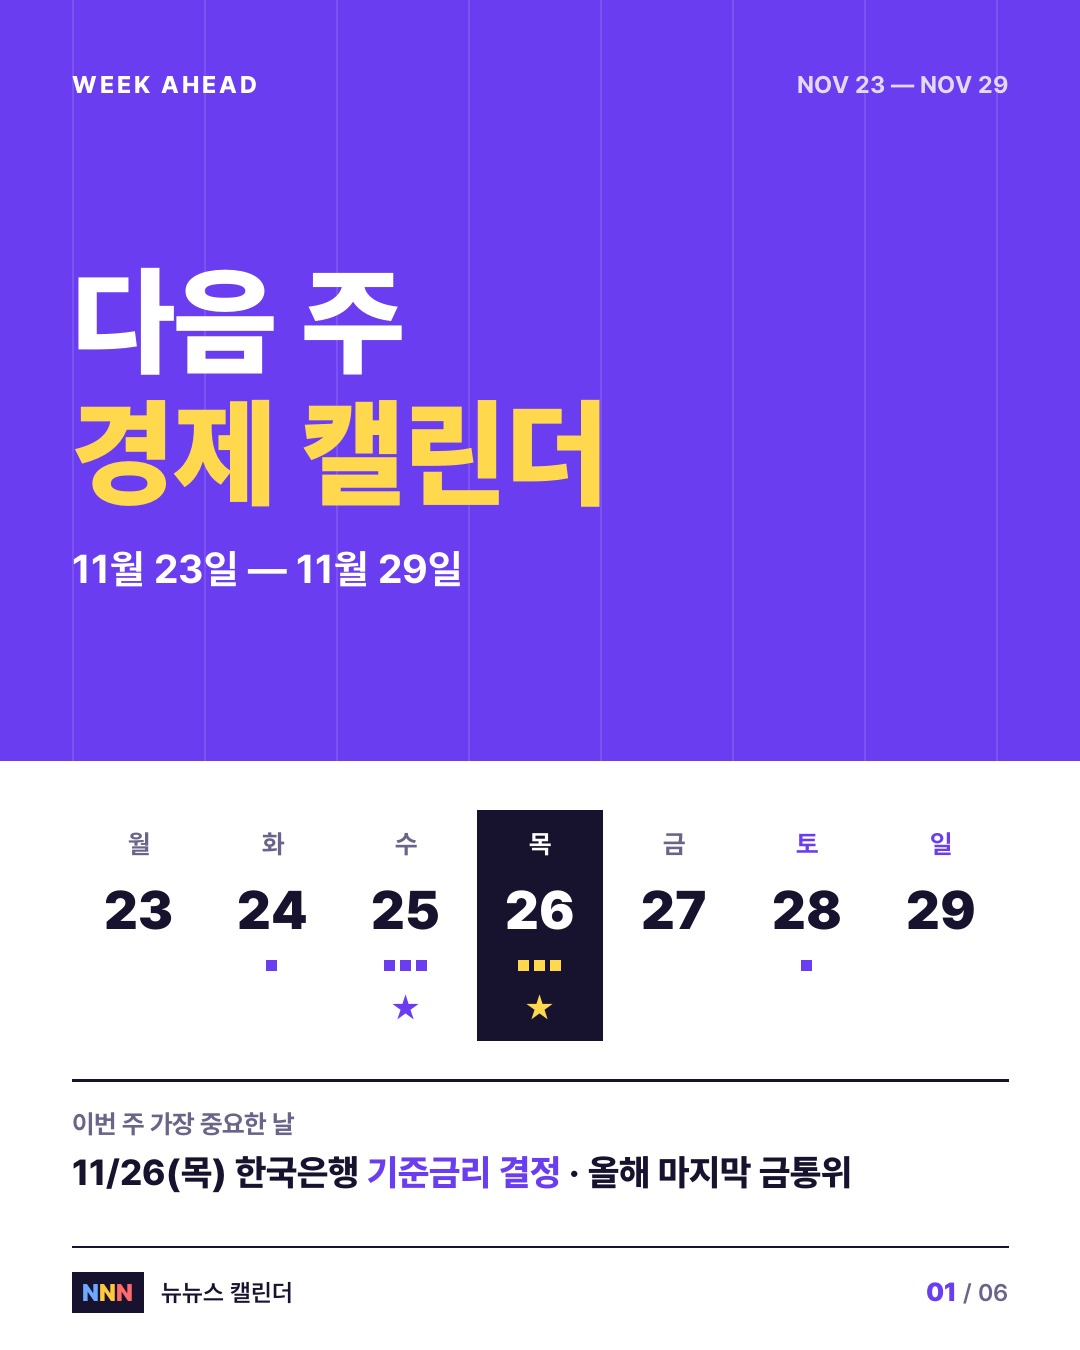 WEEK AHEAD
NOV 23 — NOV 29
다음 주
경제 캘린더
11월 23일 — 11월 29일
월 화 수 목 금 토 일
23 24 25 26 27 28 29
★ ★
이번 주 가장 중요한 날
11/26(목) 한국은행 기준금리 결정 · 올해 마지막 금통위
NNN 뉴뉴스 캘린더
01 / 06